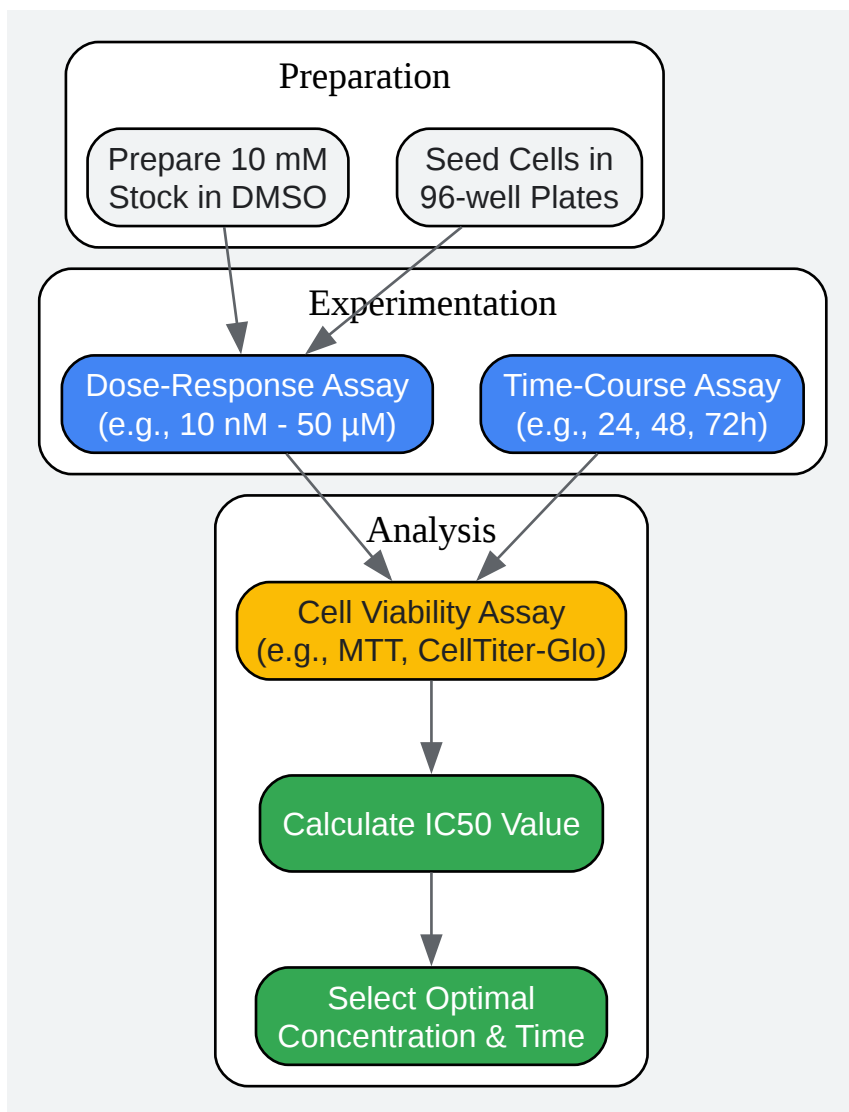 Preparation
Prepare 10 mM
Stock in DMSO
Seed Cells in
96-well Plates
Experimentation
Dose-Response Assay
(e.g., 10 nM - 50 µM)
Time-Course Assay
(e.g., 24, 48, 72h)
Analysis
Cell Viability Assay
(e.g., MTT, CellTiter-Glo)
Calculate IC50 Value
Select Optimal
Concentration & Time